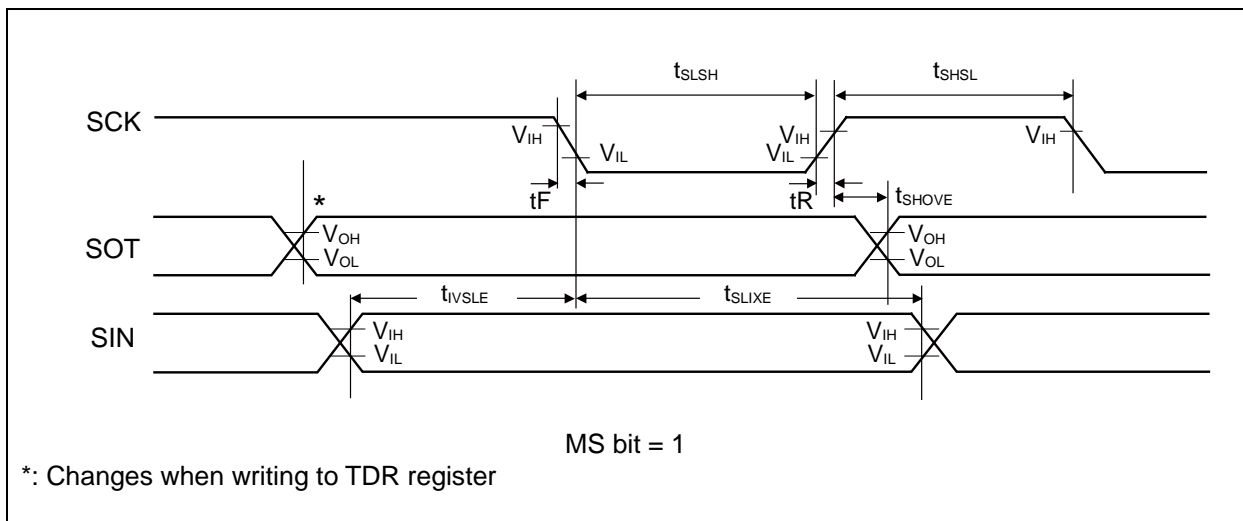 tSLSH tSHSL
SCK
VIH VIL VIL VIH VIH
tF tR tSHOVE
*
SOT
VOH VOL VOH VOL
tIVSLE tSLIXE
SIN
VIH VIH
VIL VIL
MS bit = 1
*: Changes when writing to TDR register